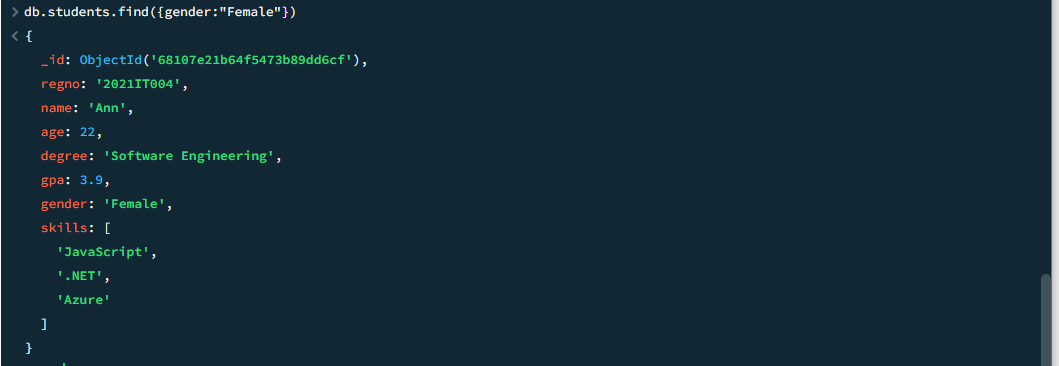 > db.students.find({gender:"Female"})
< {
_id: ObjectId('68107e21b64f5473b89dd6cf'),
regno: '2021IT004',
name: 'Ann',
age: 22,
degree: 'Software Engineering',
gpa: 3.9,
gender: 'Female',
skills: [
'JavaScript',
'.NET',
'Azure'
]
}